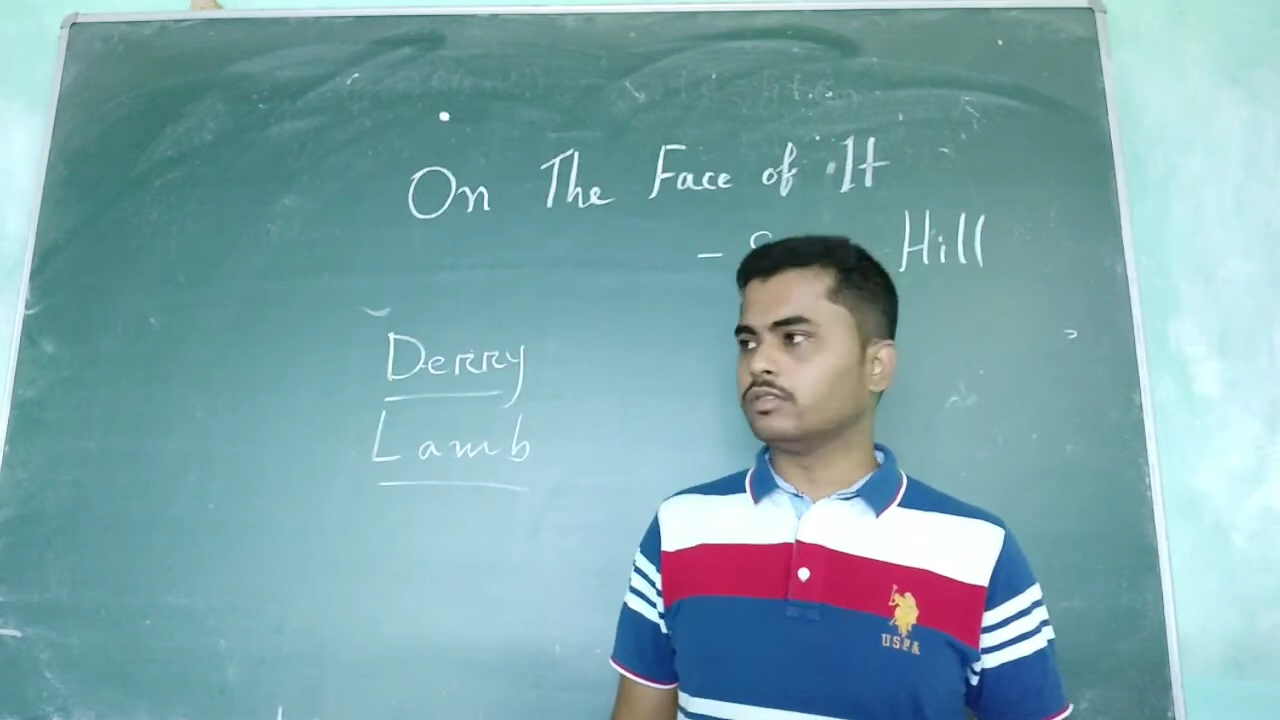 On The Face of It
- S Hill
Derry
Lamb
USPA